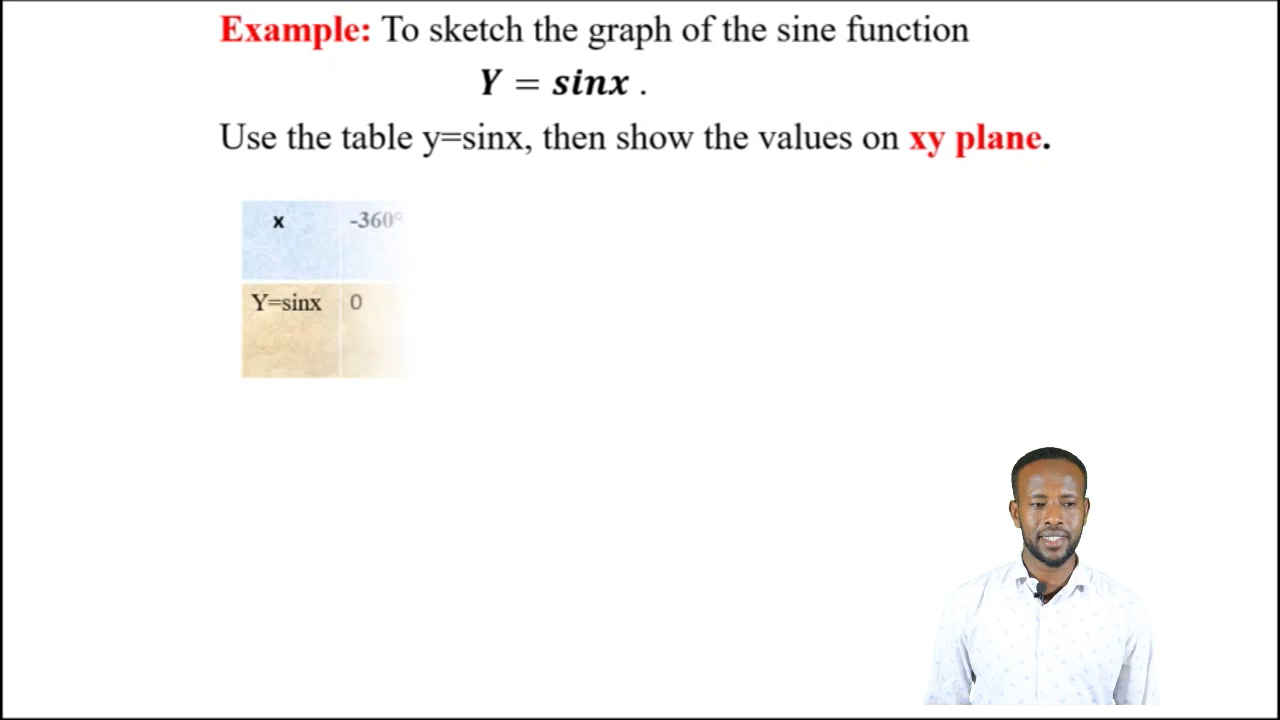 Example: To sketch the graph of the sine function
Y = sinx .
Use the table y=sinx, then show the values on xy plane.
x -360°
Y=sinx 0